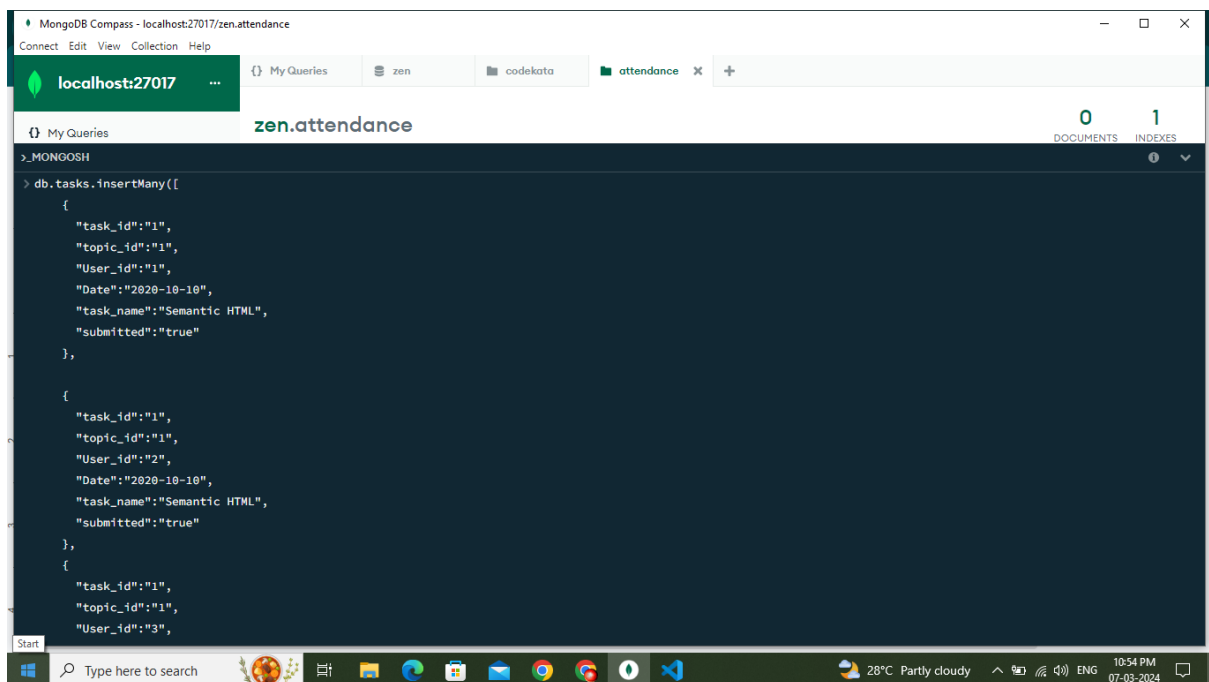 MongoDB Compass - localhost:27017/zen.attendance
Connect Edit View Collection Help
localhost:27017 ...
{} My Queries zen codekata attendance
{} My Queries
zen.attendance
0 1
DOCUMENTS INDEXES
>_MONGOSH
> db.tasks.insertMany([
{
"task_id":"1",
"topic_id":"1",
"User_id":"1",
"Date":"2020-10-10",
"task_name":"Semantic HTML",
"submitted":"true"
},
{
"task_id":"1",
"topic_id":"1",
"User_id":"2",
"Date":"2020-10-10",
"task_name":"Semantic HTML",
"submitted":"true"
},
{
"task_id":"1",
"topic_id":"1",
"User_id":"3",
Start
Type here to search
28°C Partly cloudy ENG 10:54 PM
07-03-2024